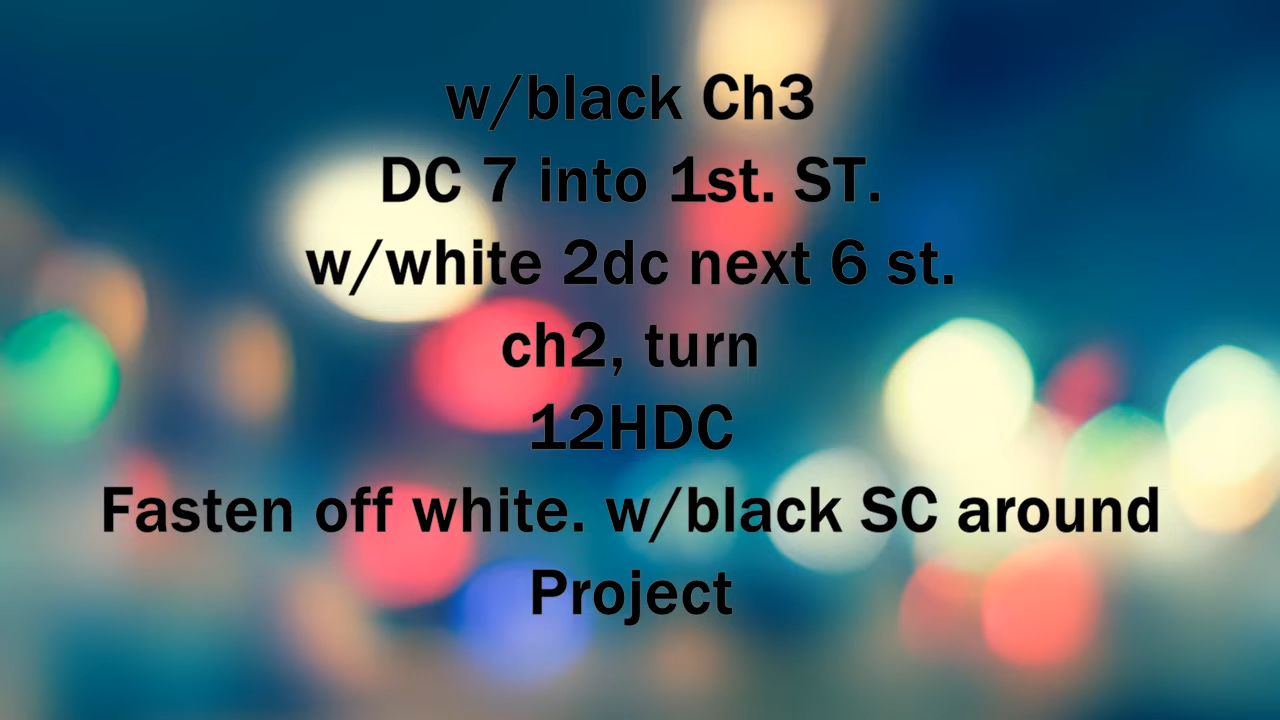 w/black Ch3
DC 7 into 1st. ST.
w/white 2dc next 6 st.
ch2, turn
12HDC
Fasten off white. w/black SC around
Project